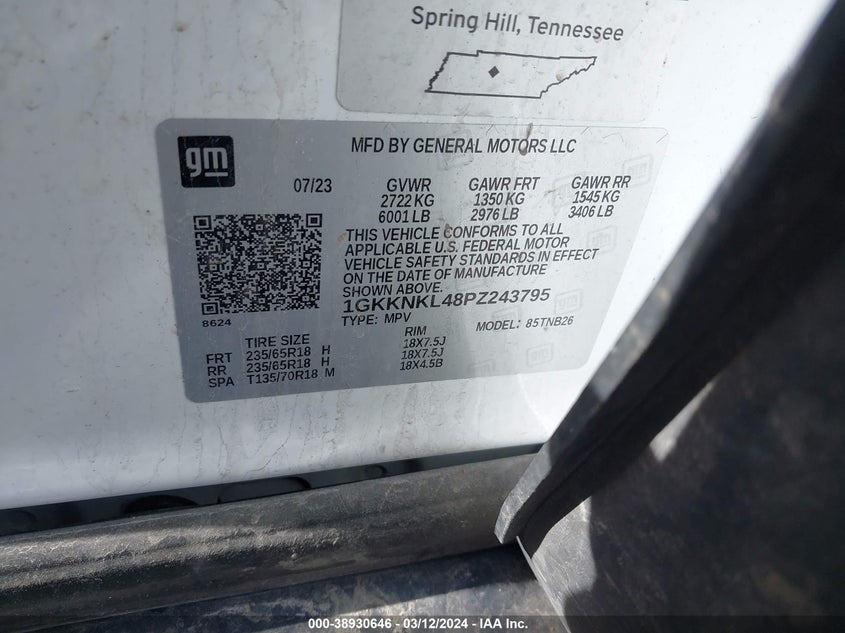 Spring Hill, Tennessee
gm
MFD BY GENERAL MOTORS LLC
07/23 GVWR GAWR FRT GAWR RR
2722 KG 1350 KG 1545 KG
6001 LB 2976 LB 3406 LB
THIS VEHICLE CONFORMS TO ALL
APPLICABLE U.S. FEDERAL MOTOR
VEHICLE SAFETY STANDARDS IN EFFECT
ON THE DATE OF MANUFACTURE
SHOWN ABOVE.
1GKKNKL48PZ243795
8624
TYPE: MPV MODEL: 85TNB26
TIRE SIZE RIM
FRT 235/65R18 H 18X7.5J
RR 235/65R18 H 18X7.5J
SPA T135/70R18 M 18X4.5B
000-38930646 - 03/12/2024 - IAA Inc.